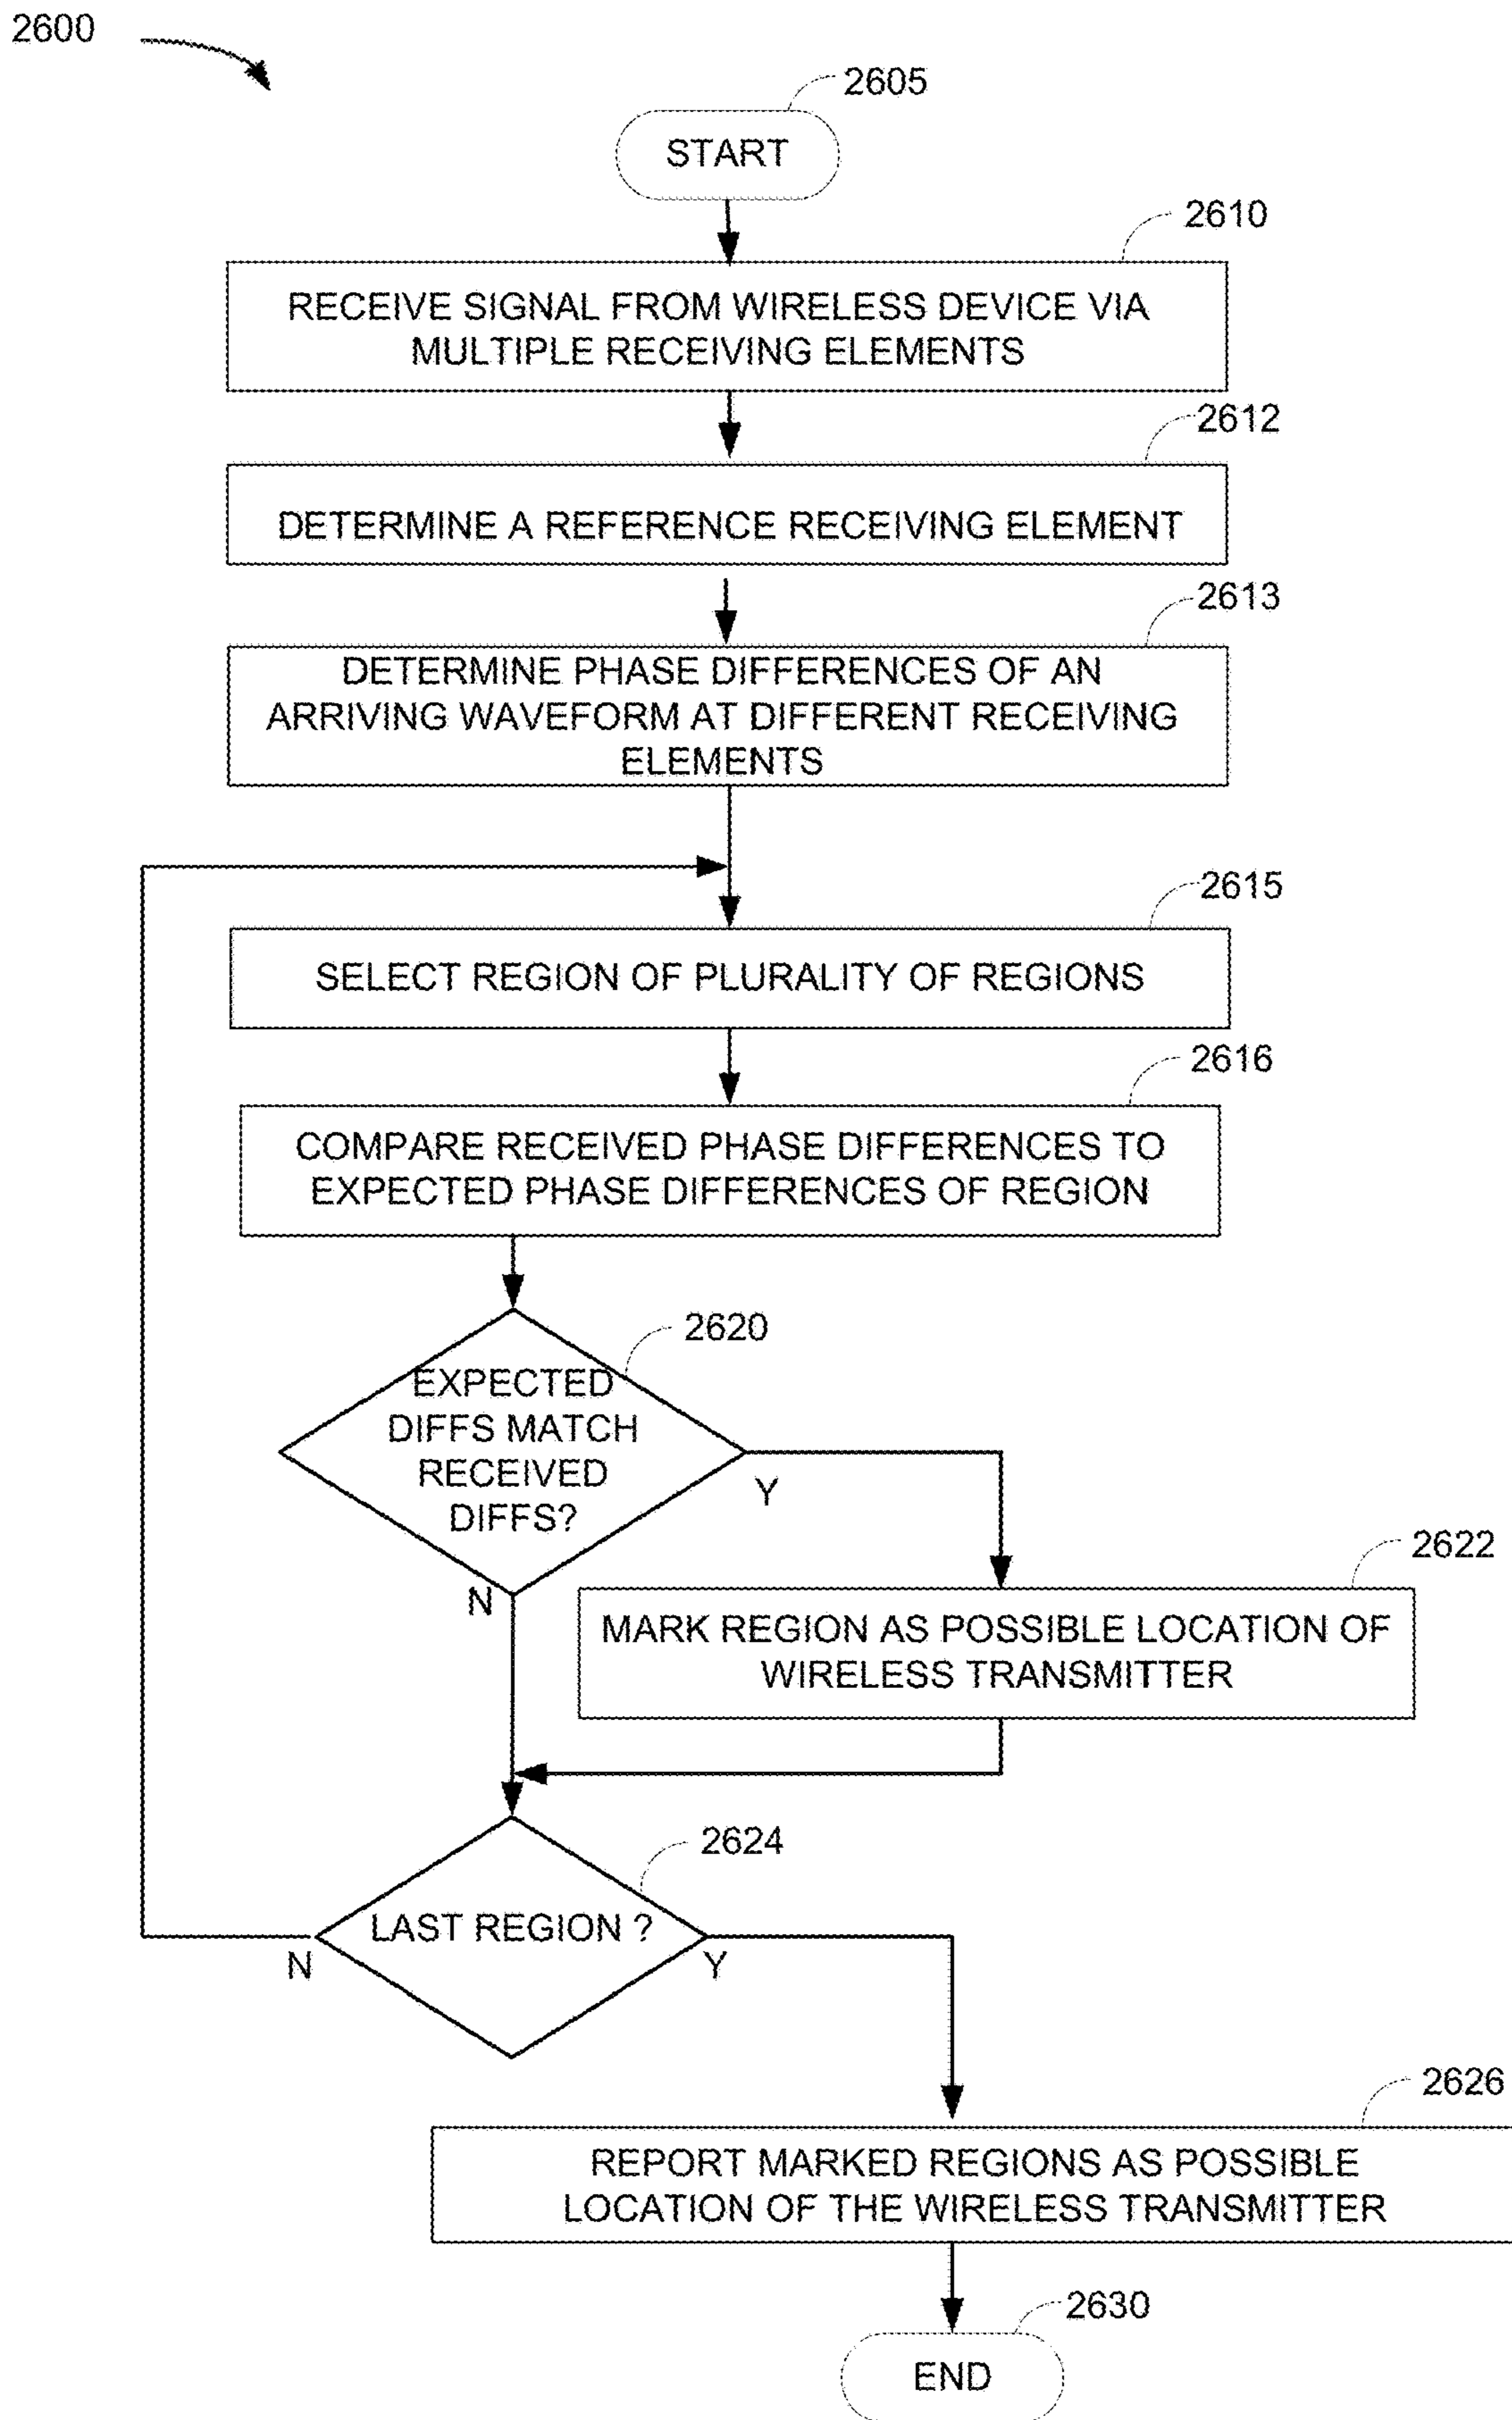 2600
2605
START
2610
RECEIVE SIGNAL FROM WIRELESS DEVICE VIA
MULTIPLE RECEIVING ELEMENTS
2612
DETERMINE A REFERENCE RECEIVING ELEMENT
2613
DETERMINE PHASE DIFFERENCES OF AN
ARRIVING WAVEFORM AT DIFFERENT RECEIVING
ELEMENTS
2615
SELECT REGION OF PLURALITY OF REGIONS
2616
COMPARE RECEIVED PHASE DIFFERENCES TO
EXPECTED PHASE DIFFERENCES OF REGION
2620
EXPECTED
DIFFS MATCH
RECEIVED
DIFFS?
Y
N
2622
MARK REGION AS POSSIBLE LOCATION OF
WIRELESS TRANSMITTER
2624
LAST REGION ?
N
Y
2626
REPORT MARKED REGIONS AS POSSIBLE
LOCATION OF THE WIRELESS TRANSMITTER
2630
END